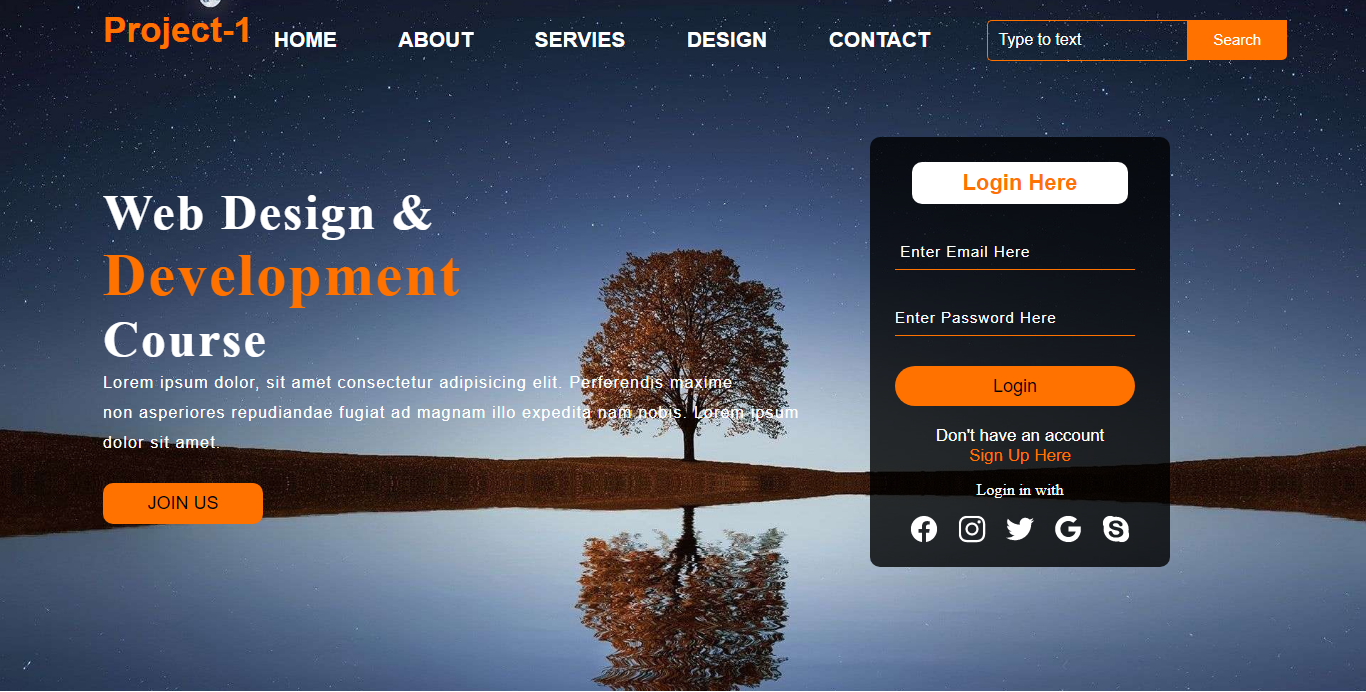 Project-1
HOME ABOUT SERVIES DESIGN CONTACT
Type to text Search
Web Design &
Development
Course
Lorem ipsum dolor, sit amet consectetur adipisicing elit. Perferendis maxime
non asperiores repudiandae fugiat ad magnam illo expedita nam nobis. Lorem ipsum
dolor sit amet.
JOIN US
Login Here
Enter Email Here
Enter Password Here
Login
Don't have an account
Sign Up Here
Login in with